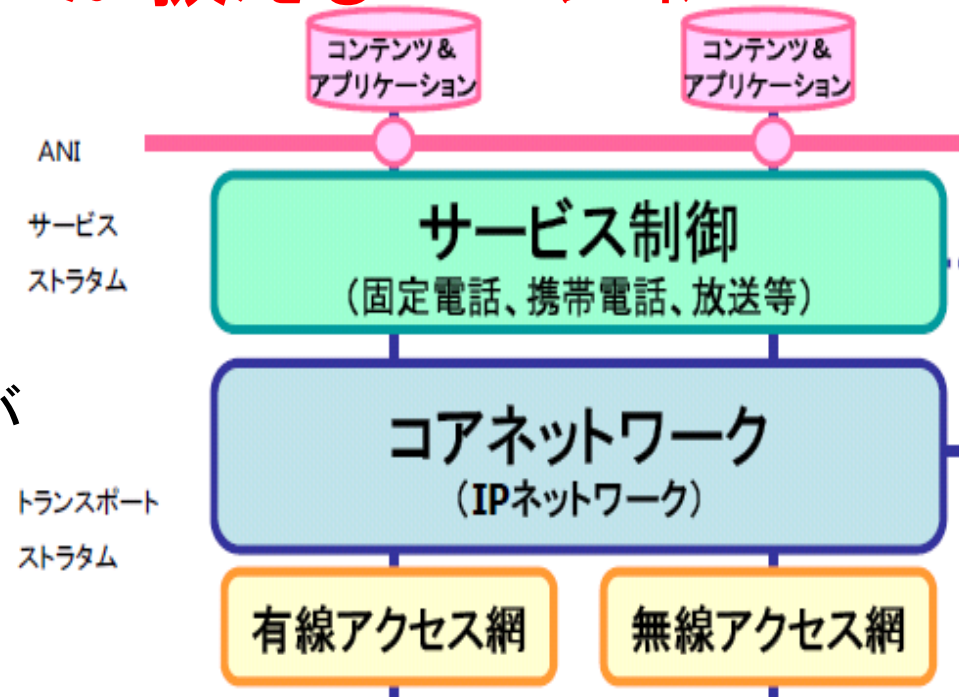 コンテンツ&
アプリケーション
コンテンツ&
アプリケーション
ANI
サービス
ストラタム
サービス制御
(固定電話、携帯電話、放送等)
バ
コアネットワーク
(IPネットワーク)
トランスポート
ストラタム
有線アクセス網
無線アクセス網